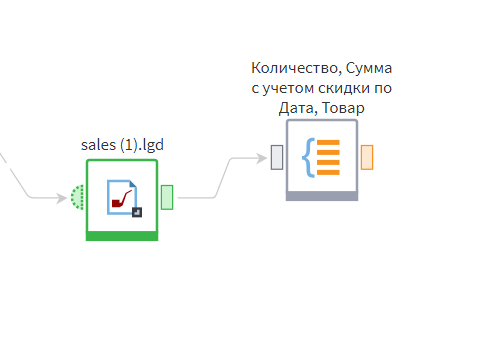 Количество, Сумма
с учетом скидки по
Дата, Товар
sales (1).lgd